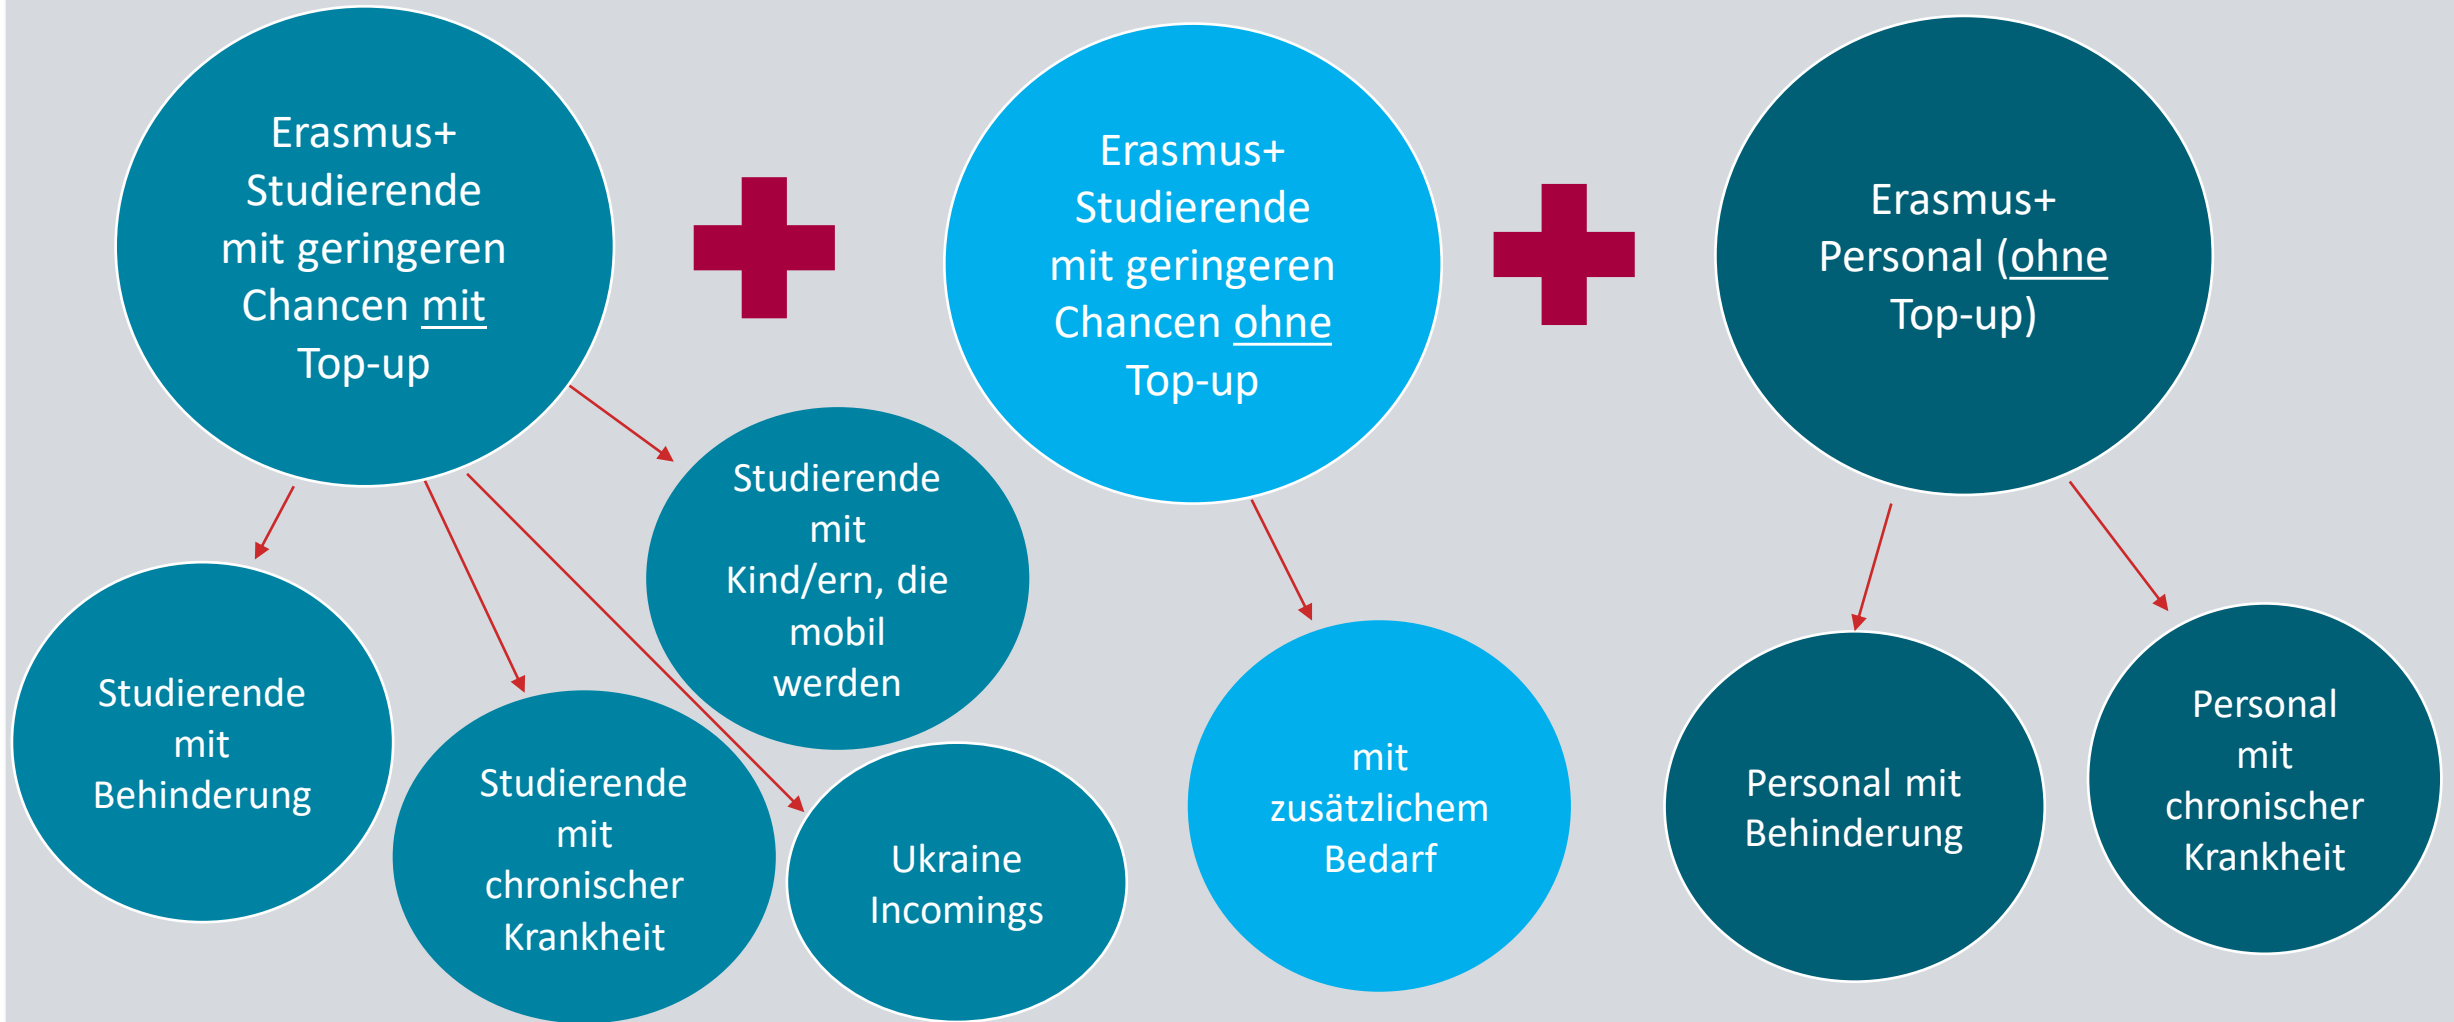 Erasmus+
Studierende
mit geringeren
Chancen mit
Top-up
Erasmus+
Studierende
mit geringeren
Chancen ohne
Top-up
Erasmus+
Personal (ohne
Top-up)
Studierende
mit
Behinderung
Studierende
mit
chronischer
Krankheit
Studierende
mit
Kind/ern, die
mobil
werden
Ukraine
Incomings
mit
zusätzlichem
Bedarf
Personal mit
Behinderung
Personal
mit
chronischer
Krankheit